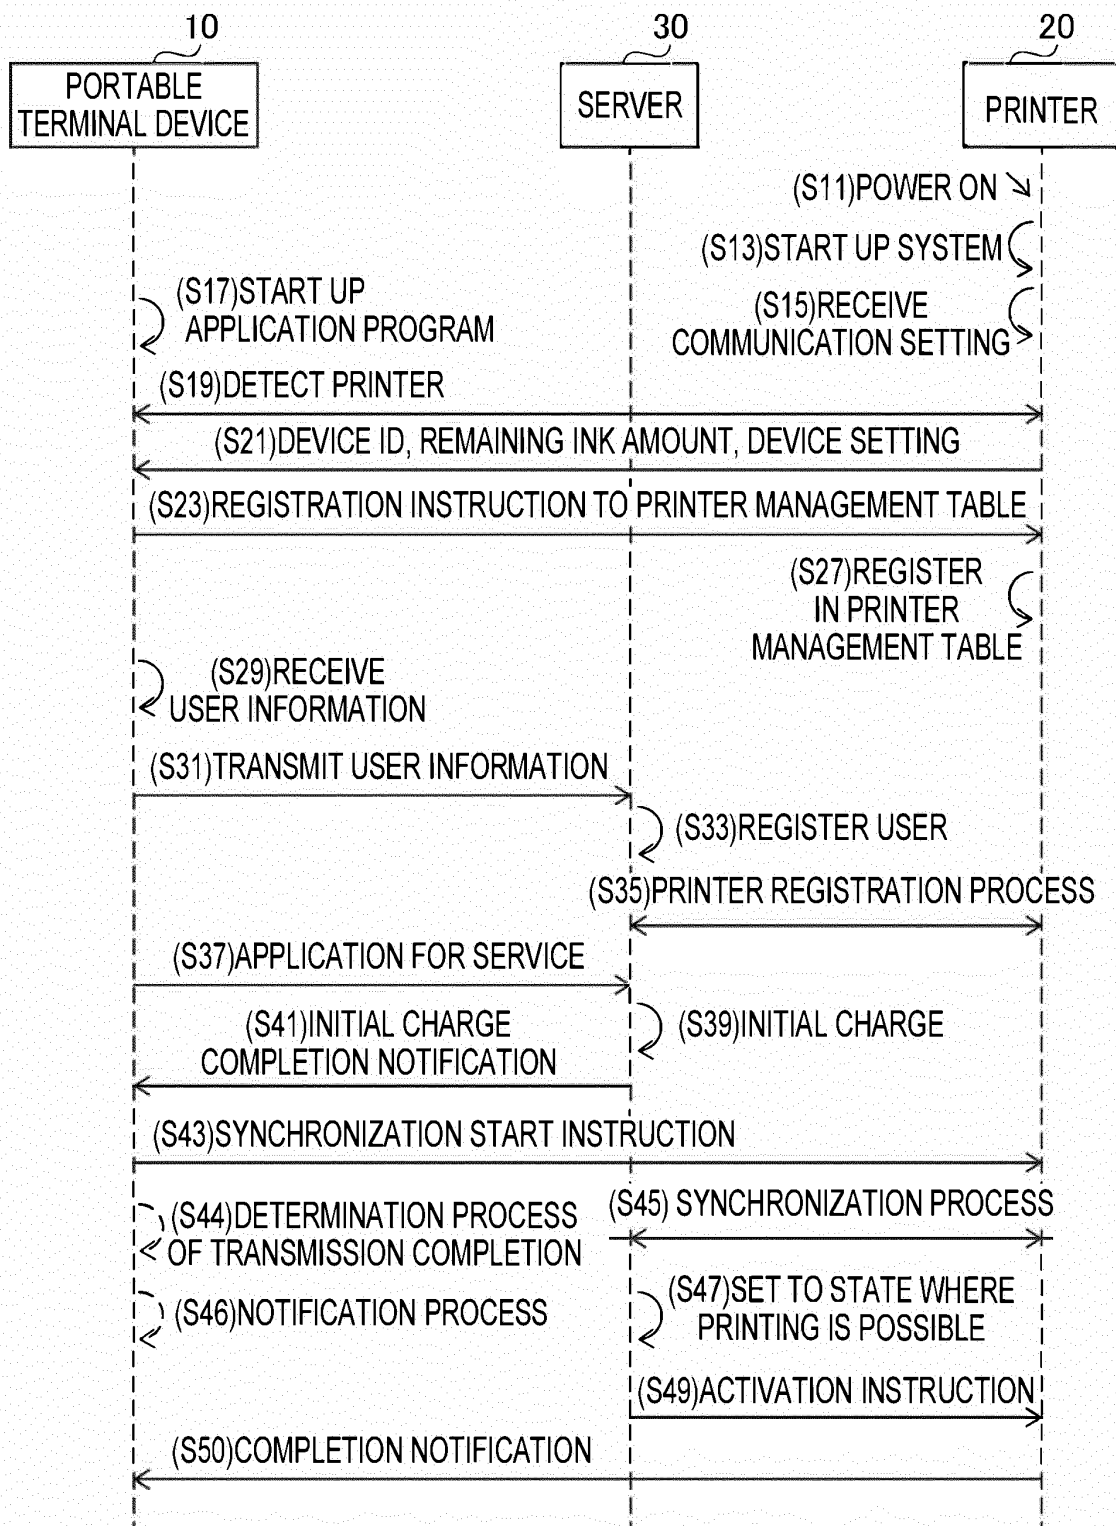 10
30
20
PORTABLE
TERMINAL DEVICE
SERVER
PRINTER
(S11)POWER ON
(S13)START UP SYSTEM
(S17)START UP
APPLICATION PROGRAM
(S15)RECEIVE
COMMUNICATION SETTING
(S19)DETECT PRINTER
(S21)DEVICE ID, REMAINING INK AMOUNT, DEVICE SETTING
(S23)REGISTRATION INSTRUCTION TO PRINTER MANAGEMENT TABLE
(S27)REGISTER
IN PRINTER
MANAGEMENT TABLE
(S29)RECEIVE
USER INFORMATION
(S31)TRANSMIT USER INFORMATION
(S33)REGISTER USER
(S35)PRINTER REGISTRATION PROCESS
(S37)APPLICATION FOR SERVICE
(S41)INITIAL CHARGE
COMPLETION NOTIFICATION
(S39)INITIAL CHARGE
(S43)SYNCHRONIZATION START INSTRUCTION
(S44)DETERMINATION PROCESS
OF TRANSMISSION COMPLETION
(S45) SYNCHRONIZATION PROCESS
(S46)NOTIFICATION PROCESS
(S47)SET TO STATE WHERE
PRINTING IS POSSIBLE
(S49)ACTIVATION INSTRUCTION
(S50)COMPLETION NOTIFICATION